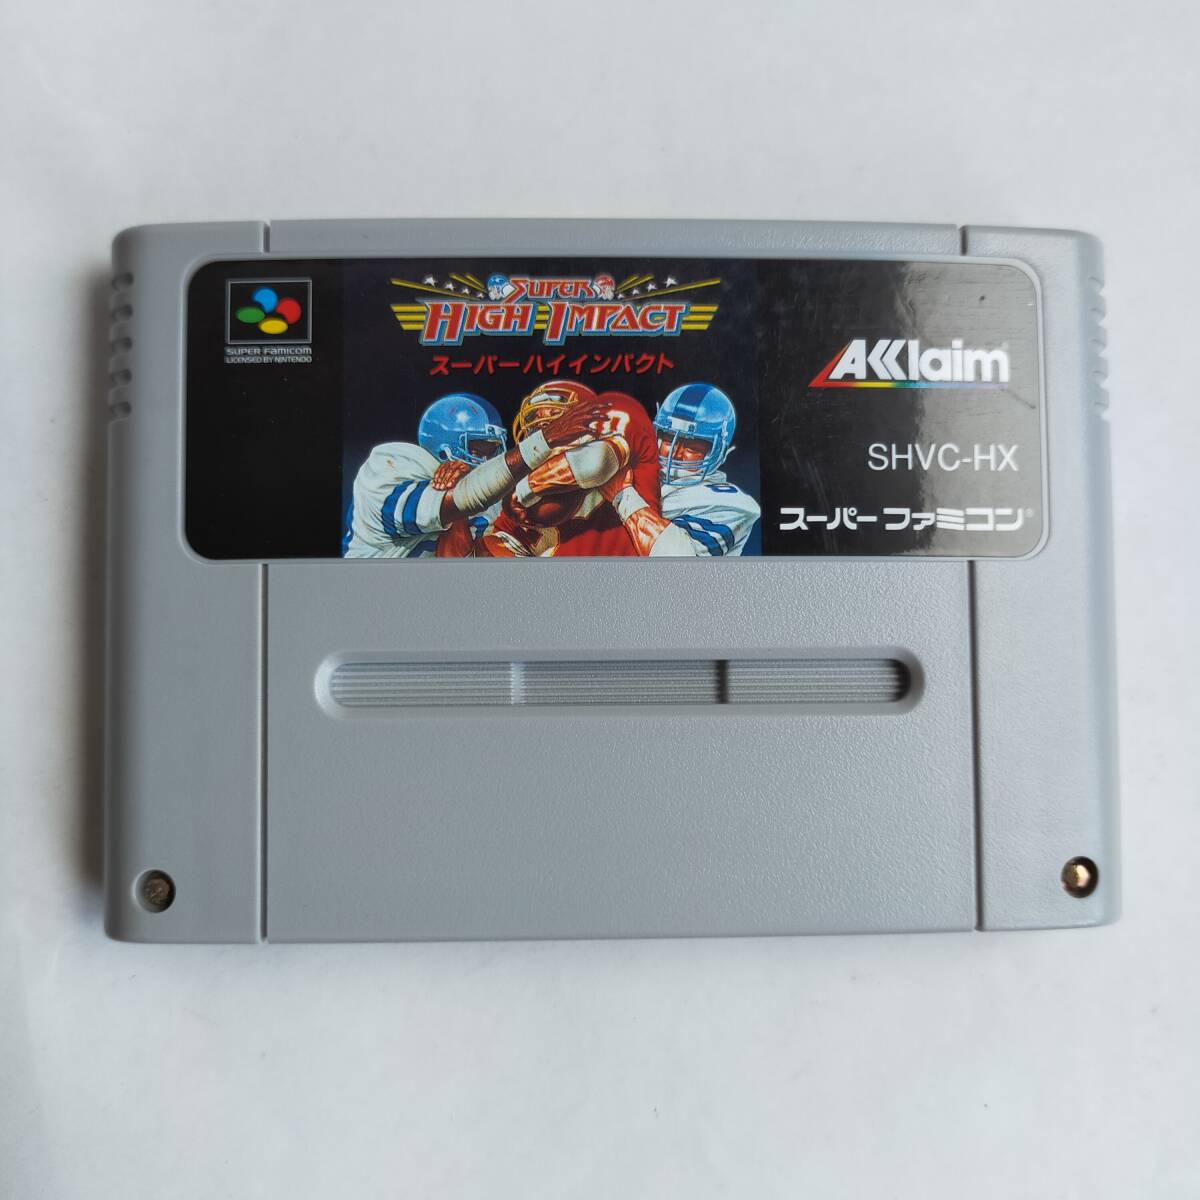 SUPER FAMICOM
LICENSED BY NINTENDO
SUPER
HIGH IMPACT
スーパーハイインパクト
AKKlaim
SHVC-HX
スーパーファミコン®